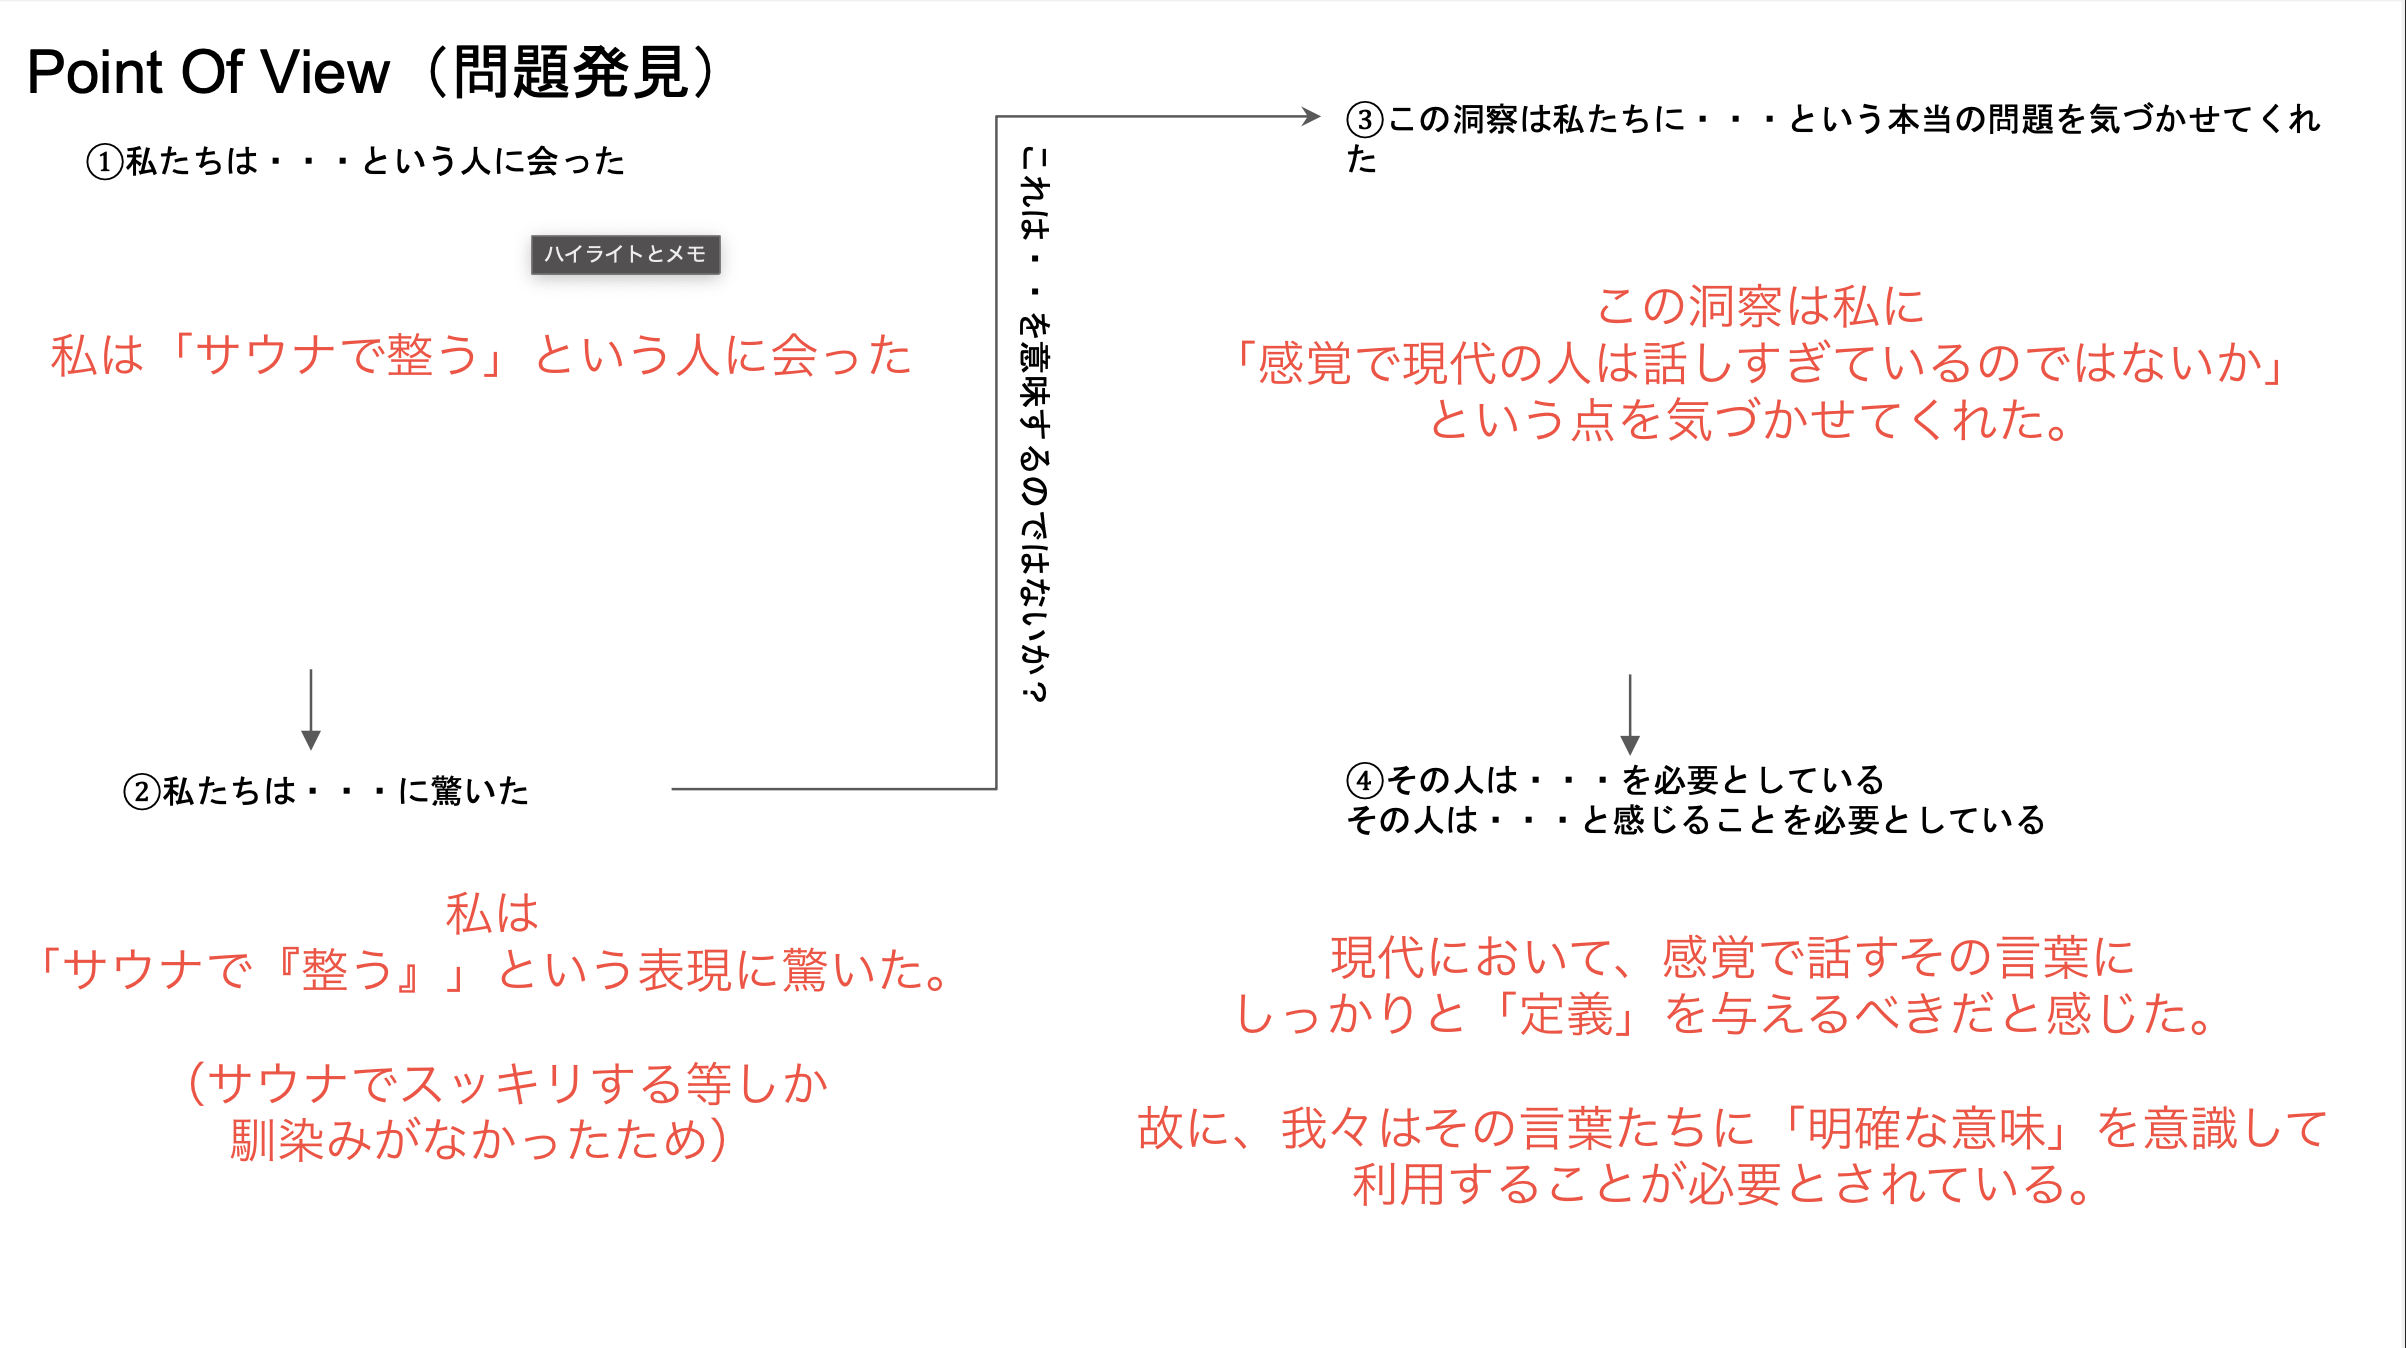 Point Of View（問題発見）
①私たちは・・・という人に会った
ハイライトとメモ
私は「サウナで整う」という人に会った
②私たちは・・・に驚いた
私は
「サウナで『整う』」という表現に驚いた。
（サウナでスッキリする等しか
馴染みがなかったため）
これは・・を意味するのではないか？
③この洞察は私たちに・・・という本当の問題を気づかせてくれ
た
この洞察は私に
「感覚で現代の人は話しすぎているのではないか」
という点を気づかせてくれた。
④その人は・・・を必要としている
その人は・・・と感じることを必要としている
現代において、感覚で話すその言葉に
しっかりと「定義」を与えるべきだと感じた。
故に、我々はその言葉たちに「明確な意味」を意識して
利用することが必要とされている。